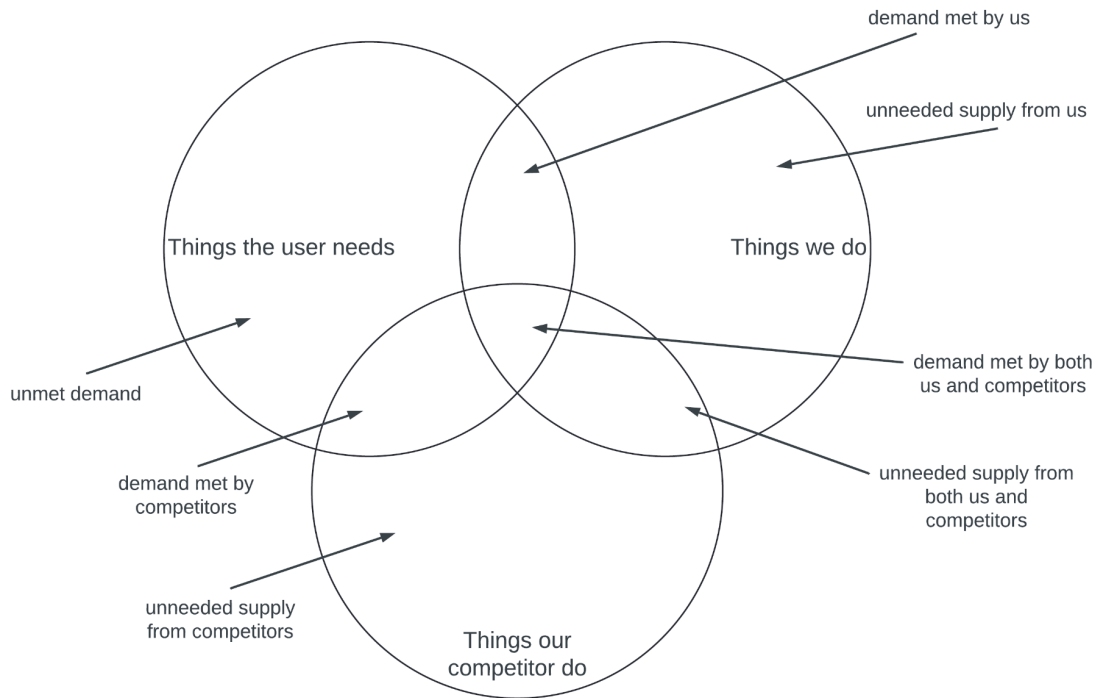 demand met by us
unneeded supply from us
Things the user needs
Things we do
demand met by both
us and competitors
unmet demand
unneeded supply from
both us and
competitors
demand met by
competitors
unneeded supply
from competitors
Things our
competitor do